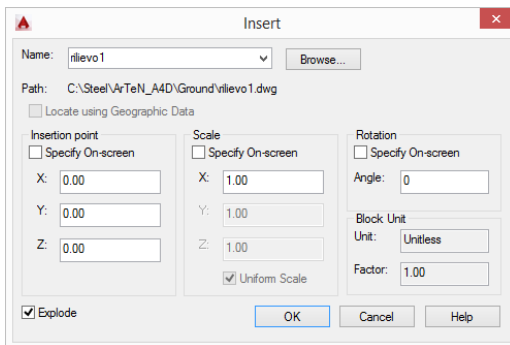 Insert
Name: rilievo1 Browse...
Path: C:\Steel\ArTeN_A4D\Ground\rilievo1.dwg
Locate using Geographic Data
Insertion point Scale Rotation
Specify On-screen Specify On-screen Specify On-screen
X: 0.00 X: 1.00 Angle: 0
Y: 0.00 Y: 1.00 Block Unit
Z: 0.00 Z: 1.00 Unit: Unitless
Uniform Scale Factor: 1.00
Explode OK Cancel Help